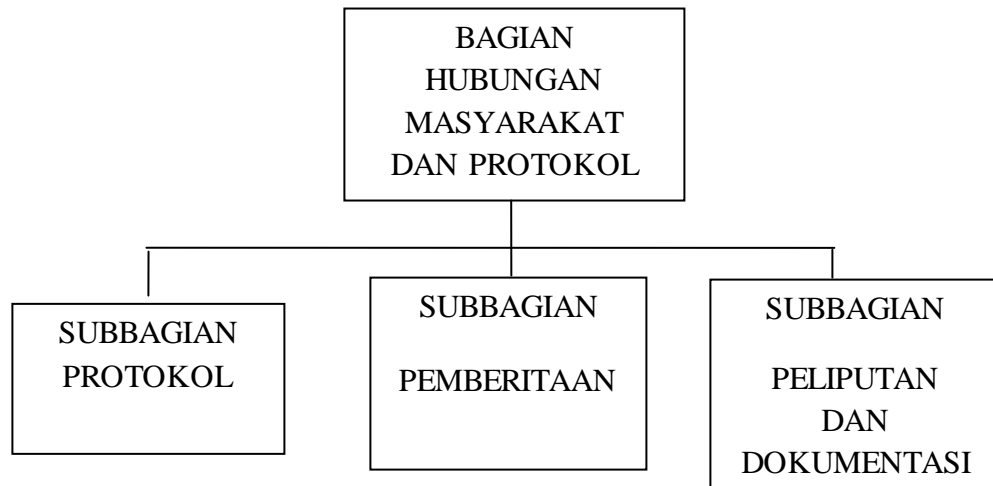 BAGIAN
HUBUNGAN
MASYARAKAT
DAN PROTOKOL
SUBBAGIAN
PROTOKOL
SUBBAGIAN
PEMBERITAAN
SUBBAGIAN
PELIPUTAN
DAN
DOKUMENTASI